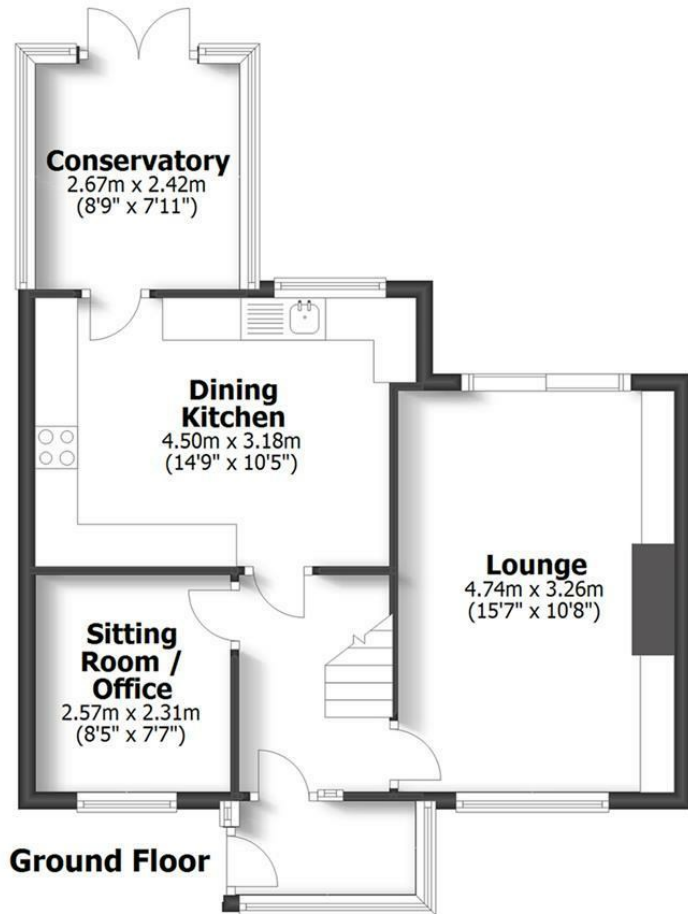 Conservatory
2.67m x 2.42m
(8'9" x 7'11")
Dining
Kitchen
4.50m x 3.18m
(14'9" x 10'5")
Lounge
4.74m x 3.26m
(15'7" x 10'8")
Sitting
Room /
Office
2.57m x 2.31m
(8'5" x 7'7")
Ground Floor